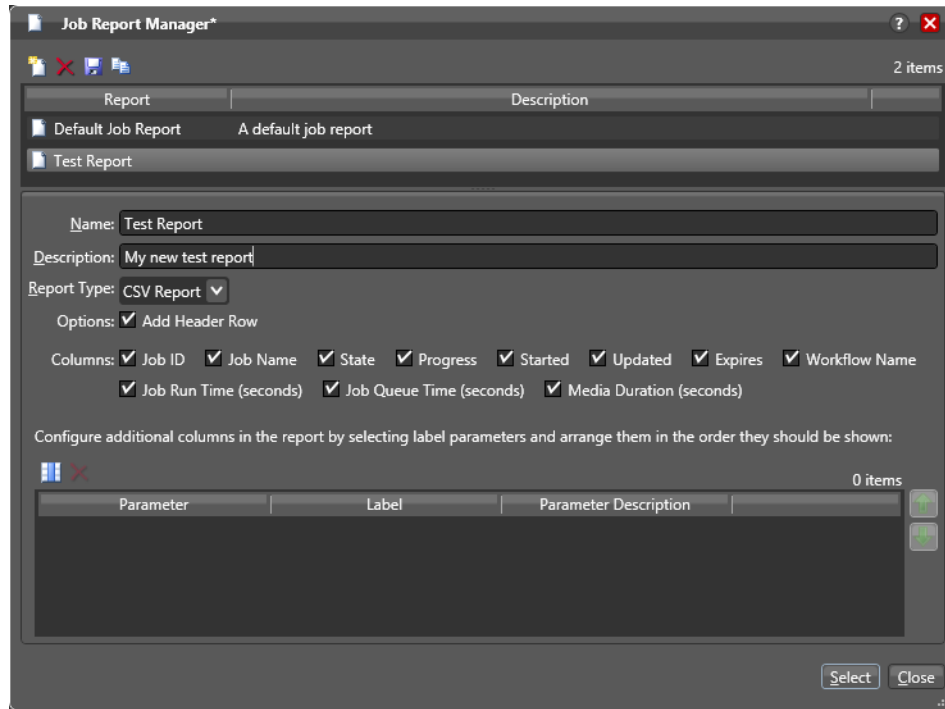 Job Report Manager*
?
2 items
Report Description
Default Job Report A default job report
Test Report
Name: Test Report
Description: My new test report
Report Type: CSV Report
Options: Add Header Row
Columns: Job ID Job Name State Progress Started Updated Expires Workflow Name
Job Run Time (seconds) Job Queue Time (seconds) Media Duration (seconds)
Configure additional columns in the report by selecting label parameters and arrange them in the order they should be shown:
0 items
Parameter Label Parameter Description
Select Close